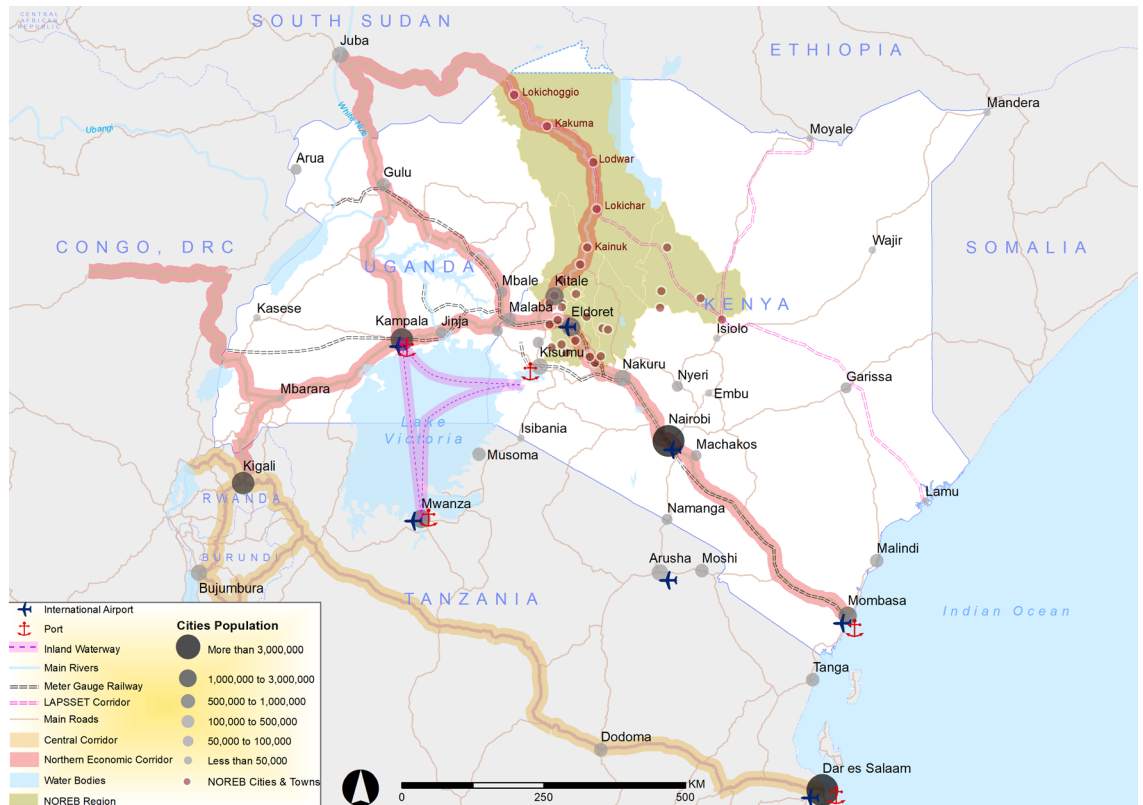 CENTRAL
AFRICAN
REPUBLIC
SOUTH SUDAN
Juba
ETHIOPIA
Lokichoggio
Mandera
White Nile
Ubangi
Kakuma
Moyale
Arua
Lodwar
Gulu
Lokichar
CONGO, DRC
Kainuk
Wajir
SOMALIA
UGANDA
Mbale
Kitale
Kasese
Malaba
Eldoret
KENYA
Kampala
Jinja
Isiolo
Kisumu
Nakuru
Nyeri
Mbarara
Embu
Garissa
Lake
Victoria
Isibania
Nairobi
Machakos
Musoma
Kigali
RWANDA
Mwanza
Lamu
Namanga
BURUNDI
Arusha
Moshi
Malindi
Bujumbura
TANZANIA
Mombasa
Indian Ocean
Tanga
Dodoma
Dar es Salaam
International Airport
Port
Inland Waterway
Main Rivers
Meter Gauge Railway
LAPSSET Corridor
Main Roads
Central Corridor
Northern Economic Corridor
Water Bodies
NOREB Region
Cities Population
More than 3,000,000
1,000,000 to 3,000,000
500,000 to 1,000,000
100,000 to 500,000
50,000 to 100,000
Less than 50,000
NOREB Cities & Towns
KM
0 250 500